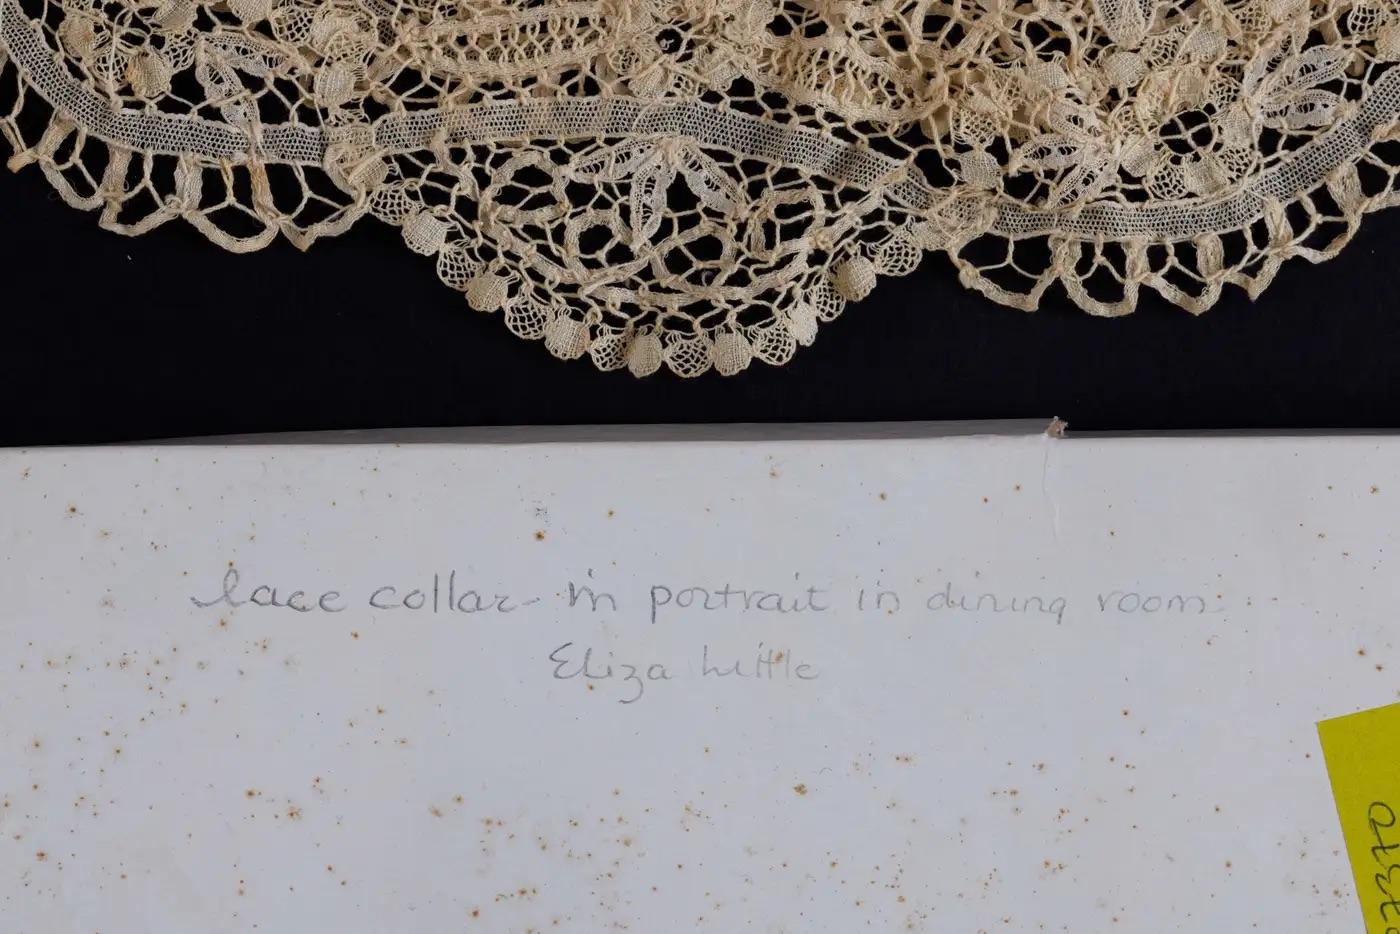 lace collar - in portrait in dining room
Eliza Little